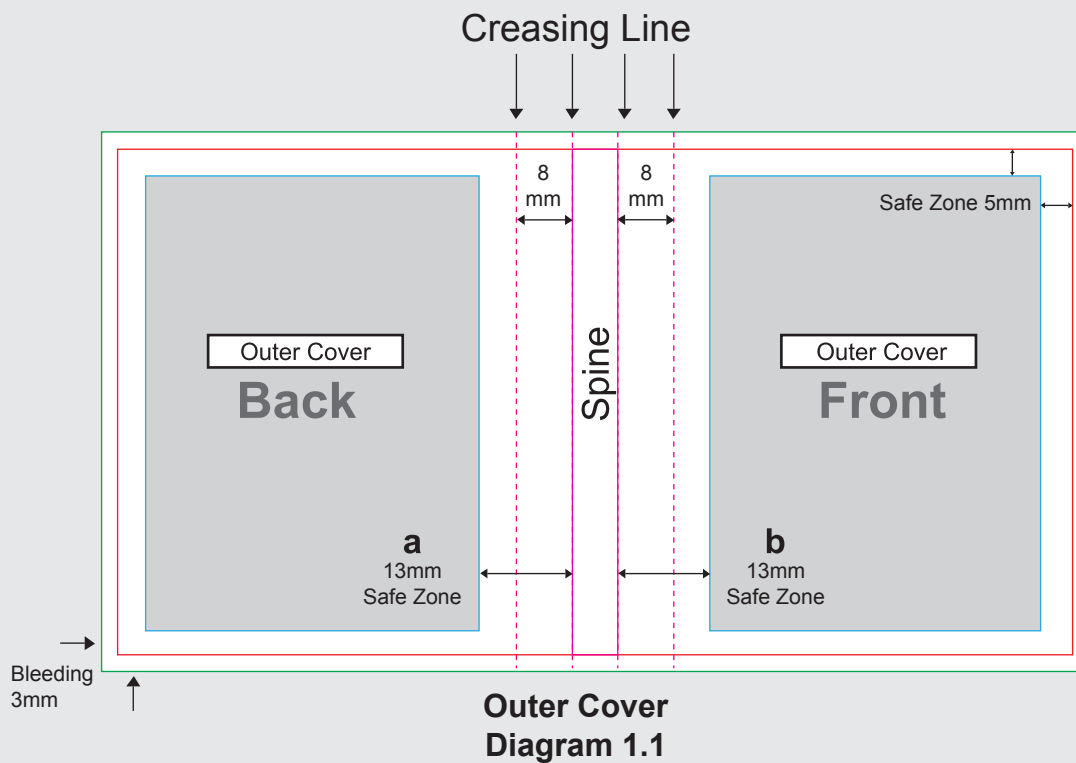 Creasing Line
8
mm
8
mm
Safe Zone 5mm
Outer Cover
Back
Spine
Outer Cover
Front
a
13mm
Safe Zone
b
13mm
Safe Zone
Bleeding
3mm
Outer Cover
Diagram 1.1